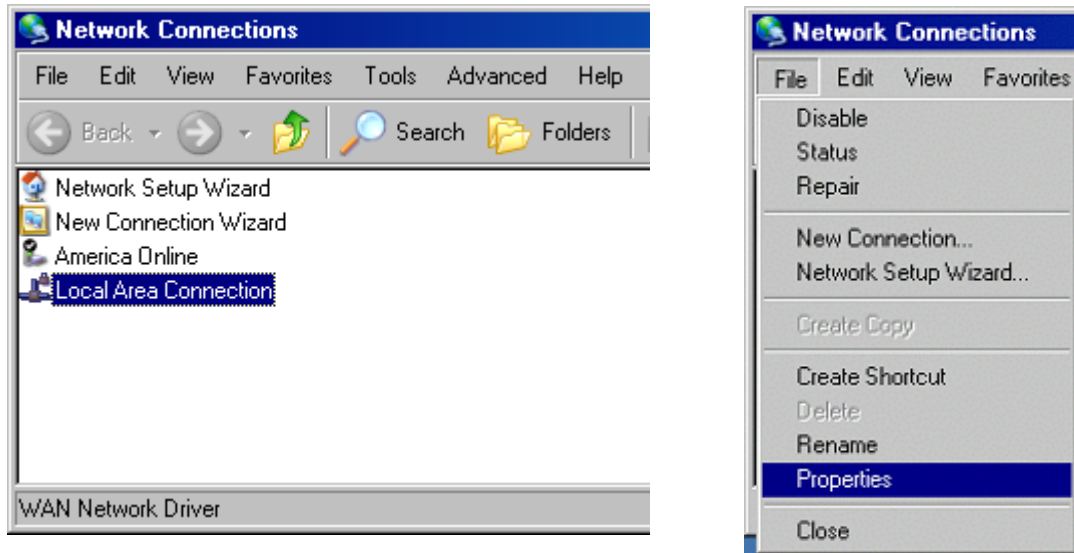 Network Connections
File Edit View Favorites Tools Advanced Help
Back Search Folders
Network Setup Wizard
New Connection Wizard
America Online
Local Area Connection
WAN Network Driver
Network Connections
File Edit View Favorites
Disable
Status
Repair
New Connection...
Network Setup Wizard...
Create Copy
Create Shortcut
Delete
Rename
Properties
Close